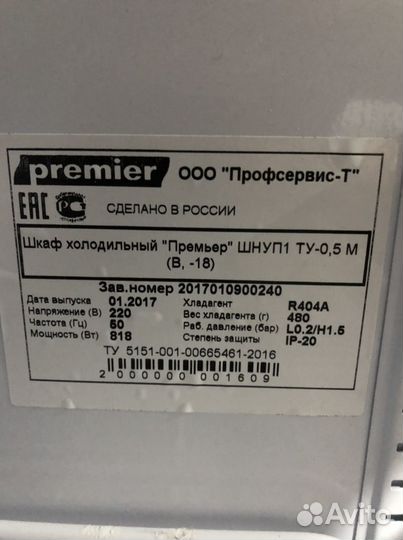 premier ООО "Профсервис-Т"
EAC РСТ СДЕЛАНО В РОССИИ
Шкаф холодильный "Премьер" ШНУП1 ТУ-0,5 М
(В, -18)
Зав.номер 2017010900240
Дата выпуска 01.2017 Хладагент R404A
Напряжение (В) 220 Вес хладагента (г) 480
Частота (Гц) 50 Раб. давление (бар) L0.2/H1.5
Мощность (Вт) 818 Степень защиты IP-20
ТУ 5151-001-00665461-2016
2 000000 001609
Avito